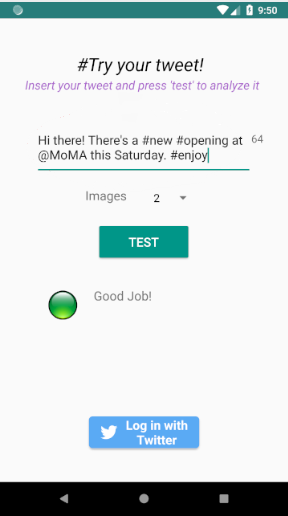 9:50
#Try your tweet!
Insert your tweet and press 'test' to analyze it
Hi there! There's a #new #opening at 64
@MoMA this Saturday. #enjoy
Images 2
TEST
Good Job!
Log in with
Twitter